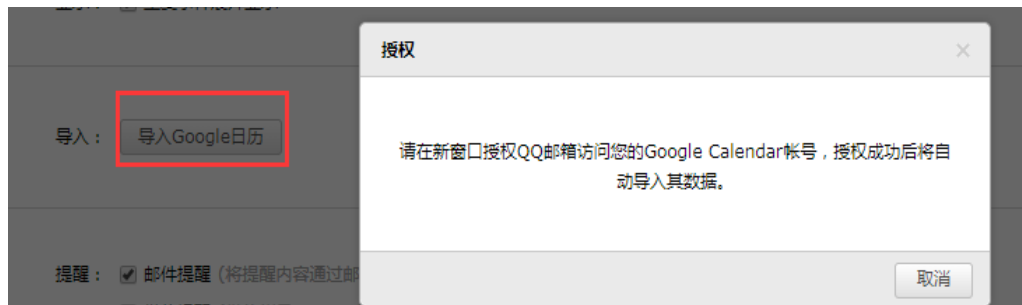 授权
导入： 导入Google日历
请在新窗口授权QQ邮箱访问您的Google Calendar帐号，授权成功后将自
动导入其数据。
提醒： 邮件提醒（将提醒内容通过邮
取消